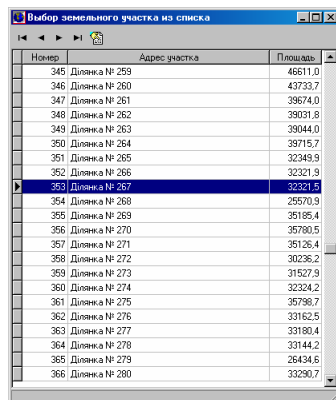 Выбор земельного участка из списка
Номер Адрес участка Площадь
345 Ділянка № 259 46611,0
346 Ділянка № 260 43733,7
347 Ділянка № 261 39674,0
348 Ділянка № 262 39031,8
349 Ділянка № 263 39044,0
350 Ділянка № 264 39715,7
351 Ділянка № 265 32349,9
352 Ділянка № 266 32321,9
353 Ділянка № 267 32321,5
354 Ділянка № 268 25570,9
355 Ділянка № 269 35185,4
356 Ділянка № 270 35780,5
357 Ділянка № 271 35126,4
358 Ділянка № 272 30236,2
359 Ділянка № 273 31527,9
360 Ділянка № 274 32324,2
361 Ділянка № 275 35798,7
362 Ділянка № 276 33162,5
363 Ділянка № 277 33180,4
364 Ділянка № 278 33144,2
365 Ділянка № 279 26434,6
366 Ділянка № 280 33290,7